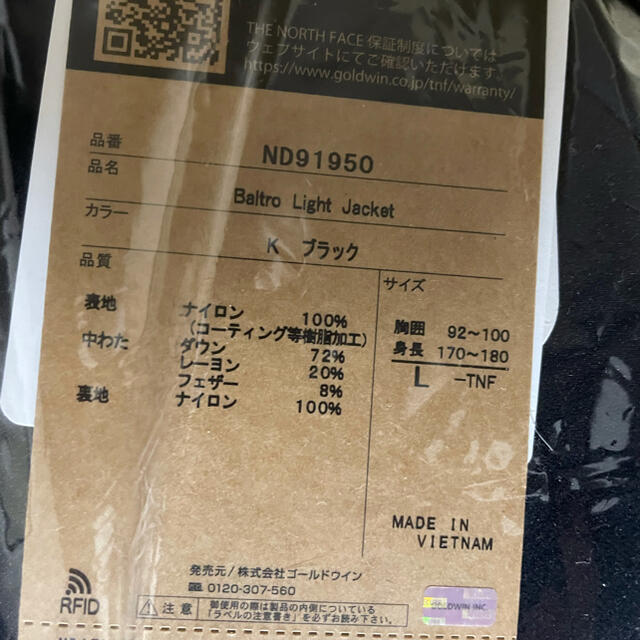 THE NORTH FACE 保証制度については
ウェブサイトにてご確認いただけます。
https://www.goldwin.co.jp/tnf/warranty/
品番 ND91950
品名 Baltro Light Jacket
カラー K ブラック
品質
表地 ナイロン 100%
(コーティング等樹脂加工)
中わた ダウン 72%
レーヨン 20%
フェザー 8%
裏地 ナイロン 100%
サイズ
胸囲 92~100
身長 170~180
L -TNF
MADE IN
VIETNAM
発売元/株式会社ゴールドウイン
0120-307-560
RFID
注意 御使用の際は製品の内側についている
「ラベルの注意書き」をお読みください
GOLDWIN INC.